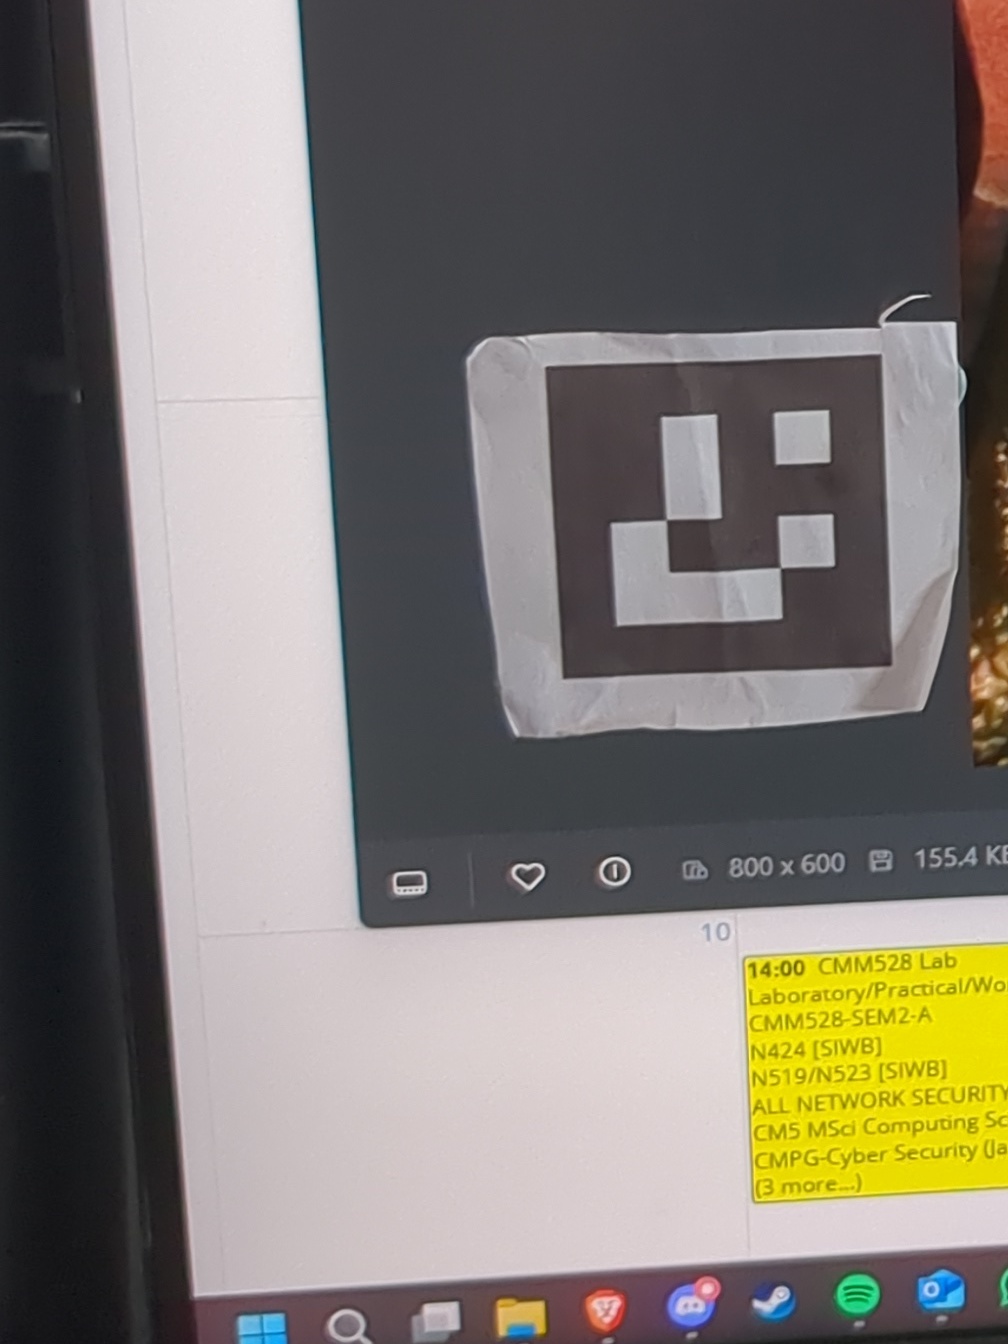 800 x 600
155.4 KB
10
14:00 CMM528 Lab
Laboratory/Practical/Wo
CMM528-SEM2-A
N424 [SIWB]
N519/N523 [SIWB]
ALL NETWORK SECURITY
CM5 MSci Computing Sc
CMPG-Cyber Security (Ja
(3 more...)